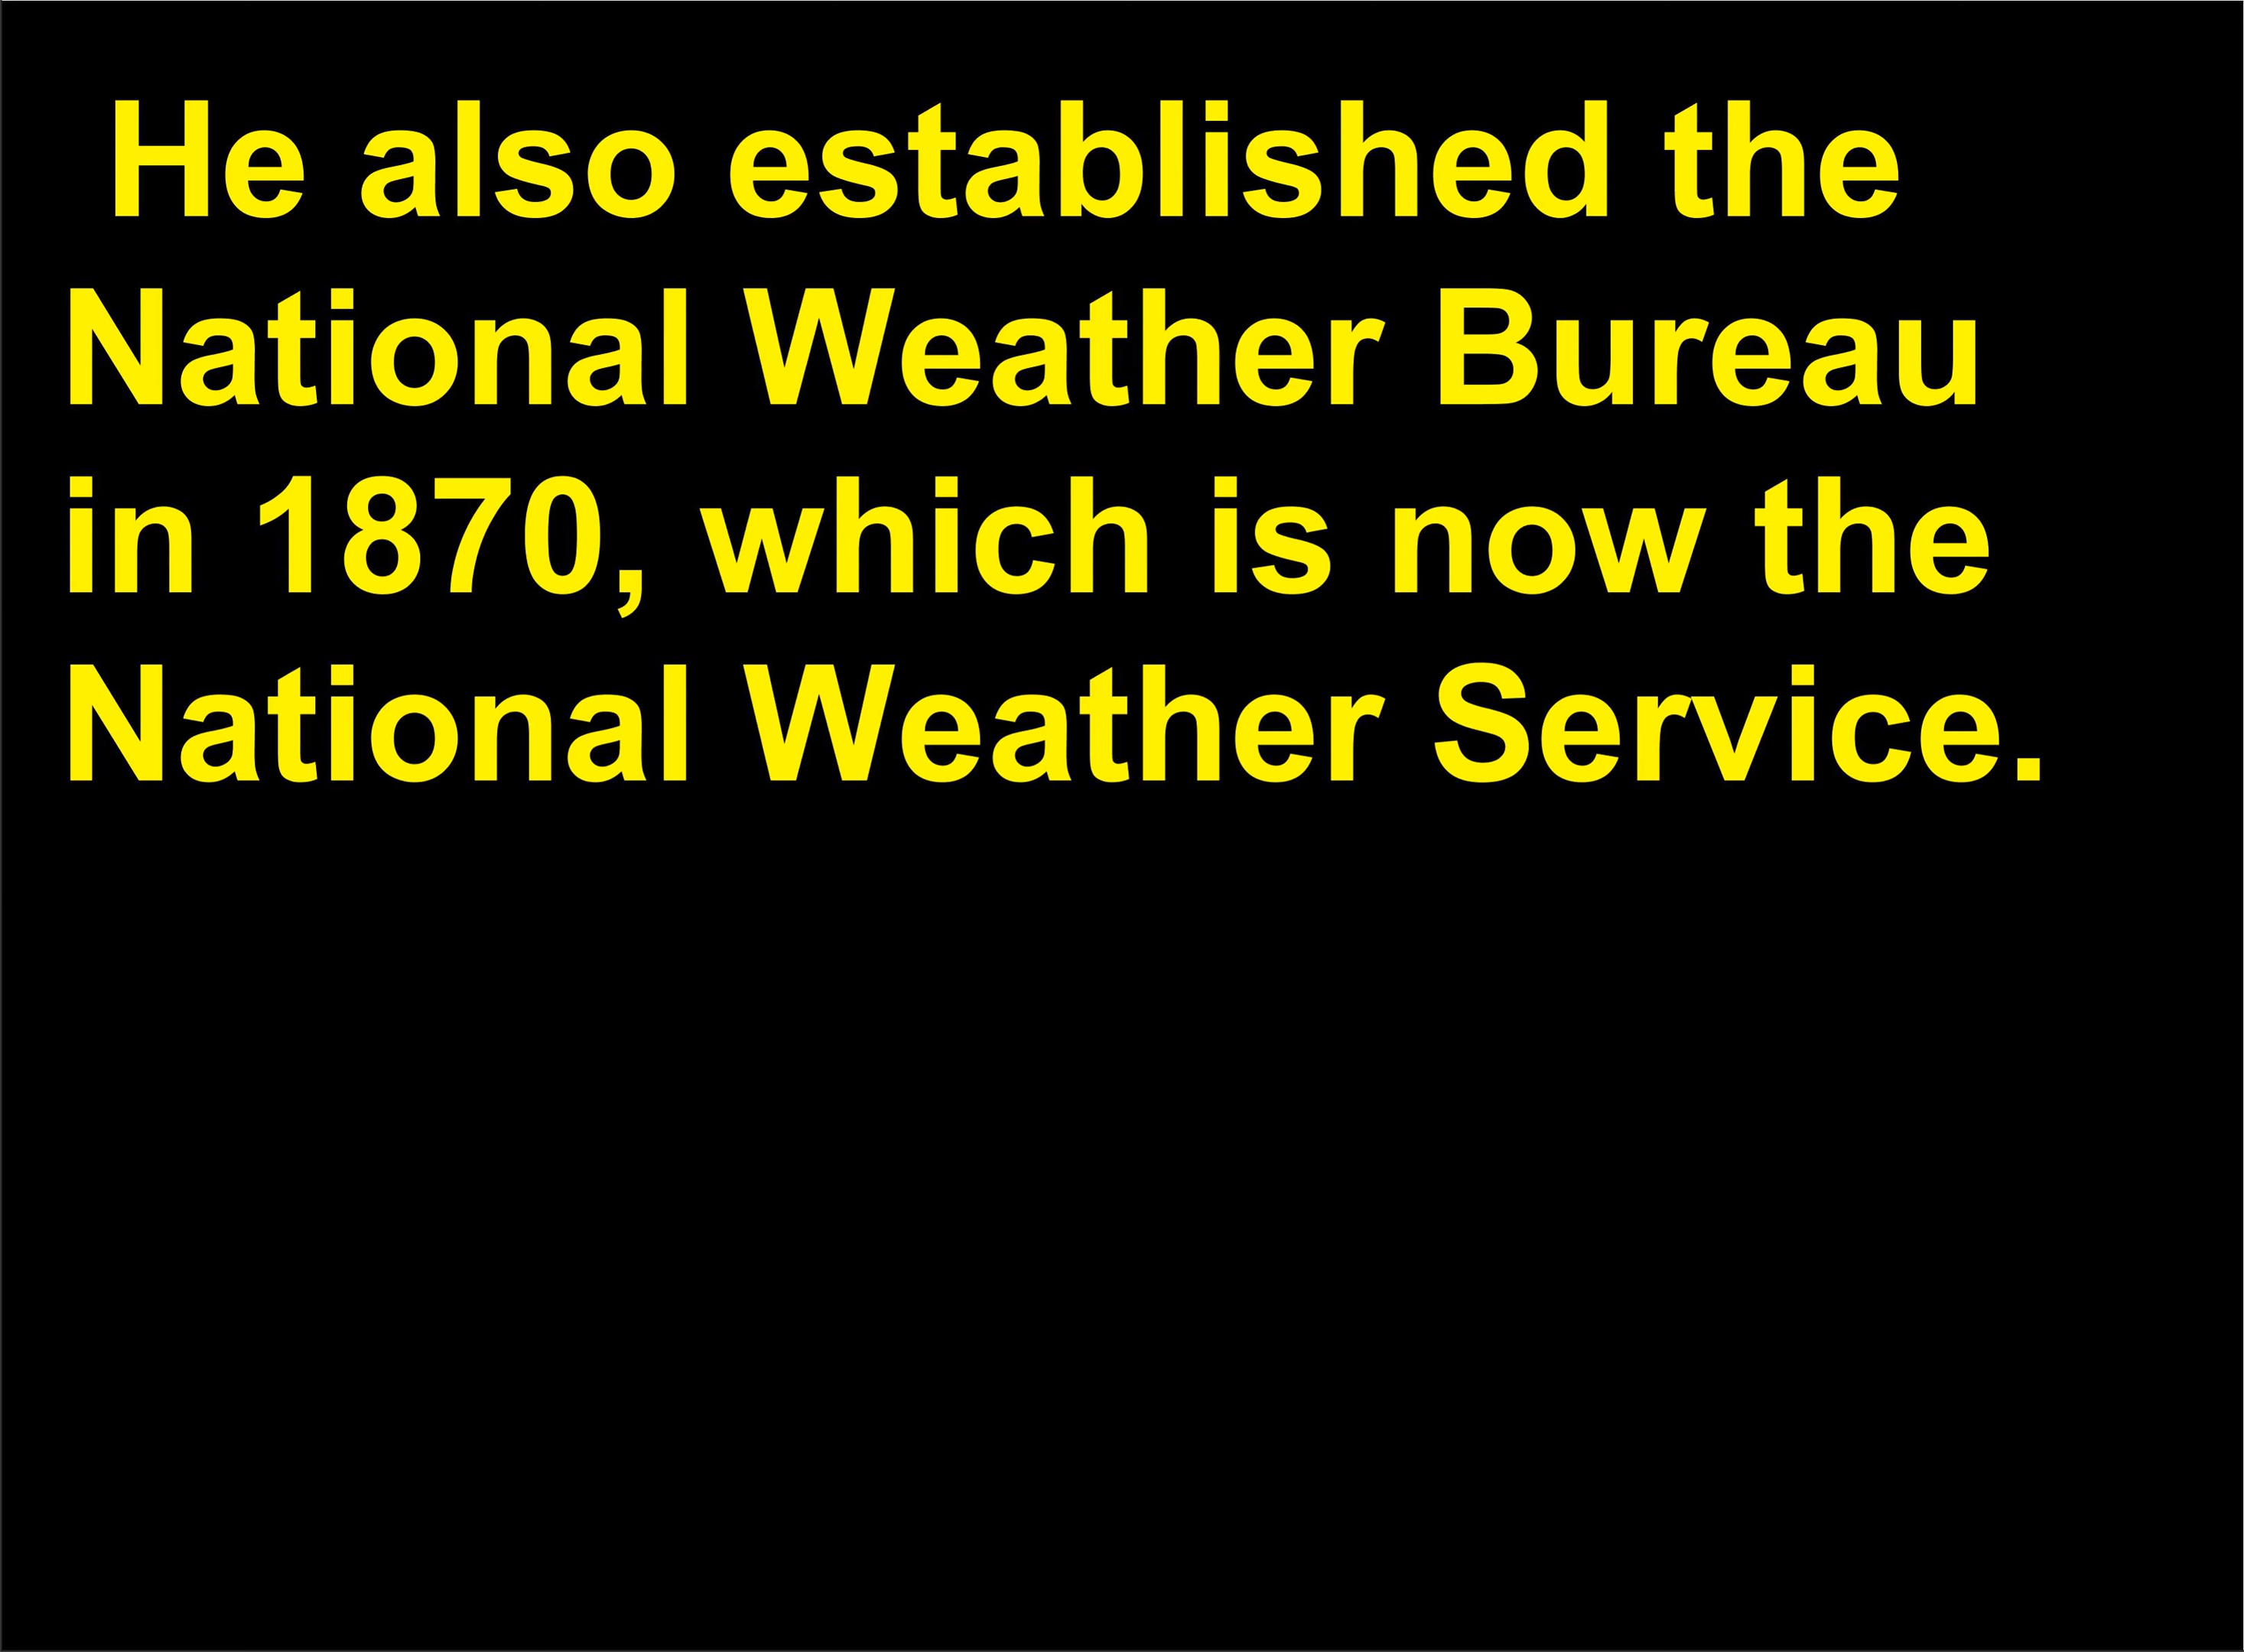 He also established the
National Weather Bureau
in 1870, which is now the
National Weather Service.